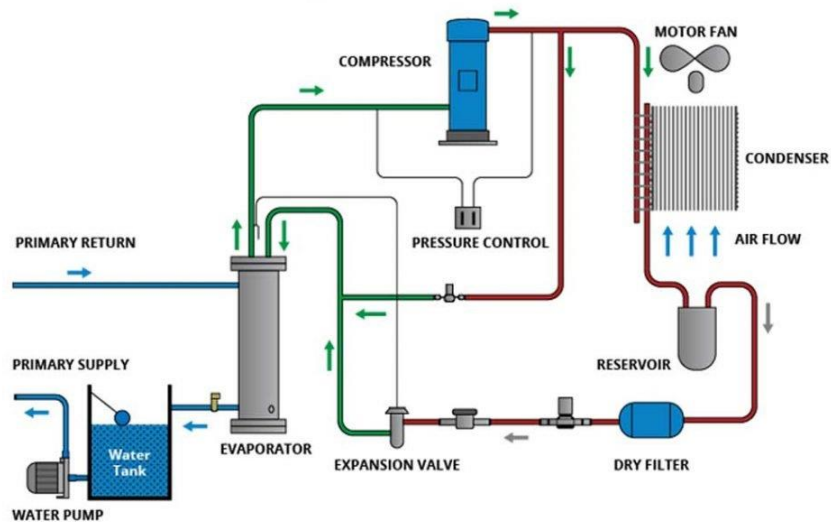 MOTOR FAN
COMPRESSOR
CONDENSER
PRESSURE CONTROL
AIR FLOW
PRIMARY RETURN
RESERVOIR
PRIMARY SUPPLY
Water
Tank
EVAPORATOR
EXPANSION VALVE
DRY FILTER
WATER PUMP